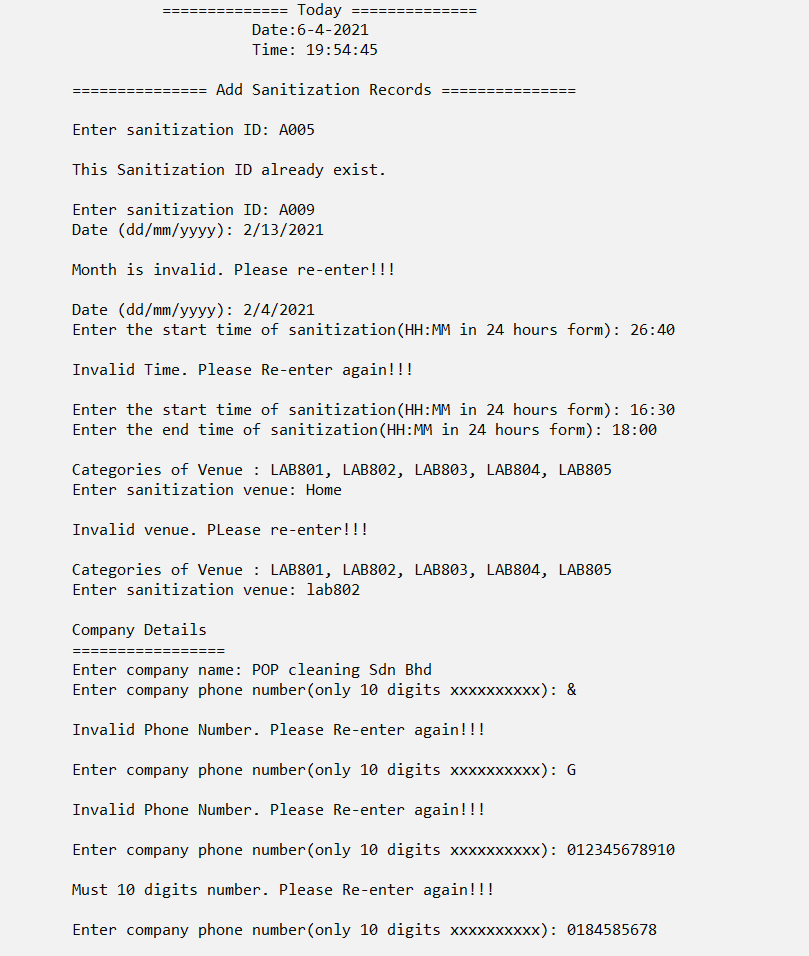 ============== Today ==============
Date:6-4-2021
Time: 19:54:45
=============== Add Sanitization Records ===============
Enter sanitization ID: A005
This Sanitization ID already exist.
Enter sanitization ID: A009
Date (dd/mm/yyyy): 2/13/2021
Month is invalid. Please re-enter!!!
Date (dd/mm/yyyy): 2/4/2021
Enter the start time of sanitization(HH:MM in 24 hours form): 26:40
Invalid Time. Please Re-enter again!!!
Enter the start time of sanitization(HH:MM in 24 hours form): 16:30
Enter the end time of sanitization(HH:MM in 24 hours form): 18:00
Categories of Venue : LAB801, LAB802, LAB803, LAB804, LAB805
Enter sanitization venue: Home
Invalid venue. PLease re-enter!!!
Categories of Venue : LAB801, LAB802, LAB803, LAB804, LAB805
Enter sanitization venue: lab802
Company Details
=================
Enter company name: POP cleaning Sdn Bhd
Enter company phone number(only 10 digits xxxxxxxxxx): &
Invalid Phone Number. Please Re-enter again!!!
Enter company phone number(only 10 digits xxxxxxxxxx): G
Invalid Phone Number. Please Re-enter again!!!
Enter company phone number(only 10 digits xxxxxxxxxx): 012345678910
Must 10 digits number. Please Re-enter again!!!
Enter company phone number(only 10 digits xxxxxxxxxx): 0184585678